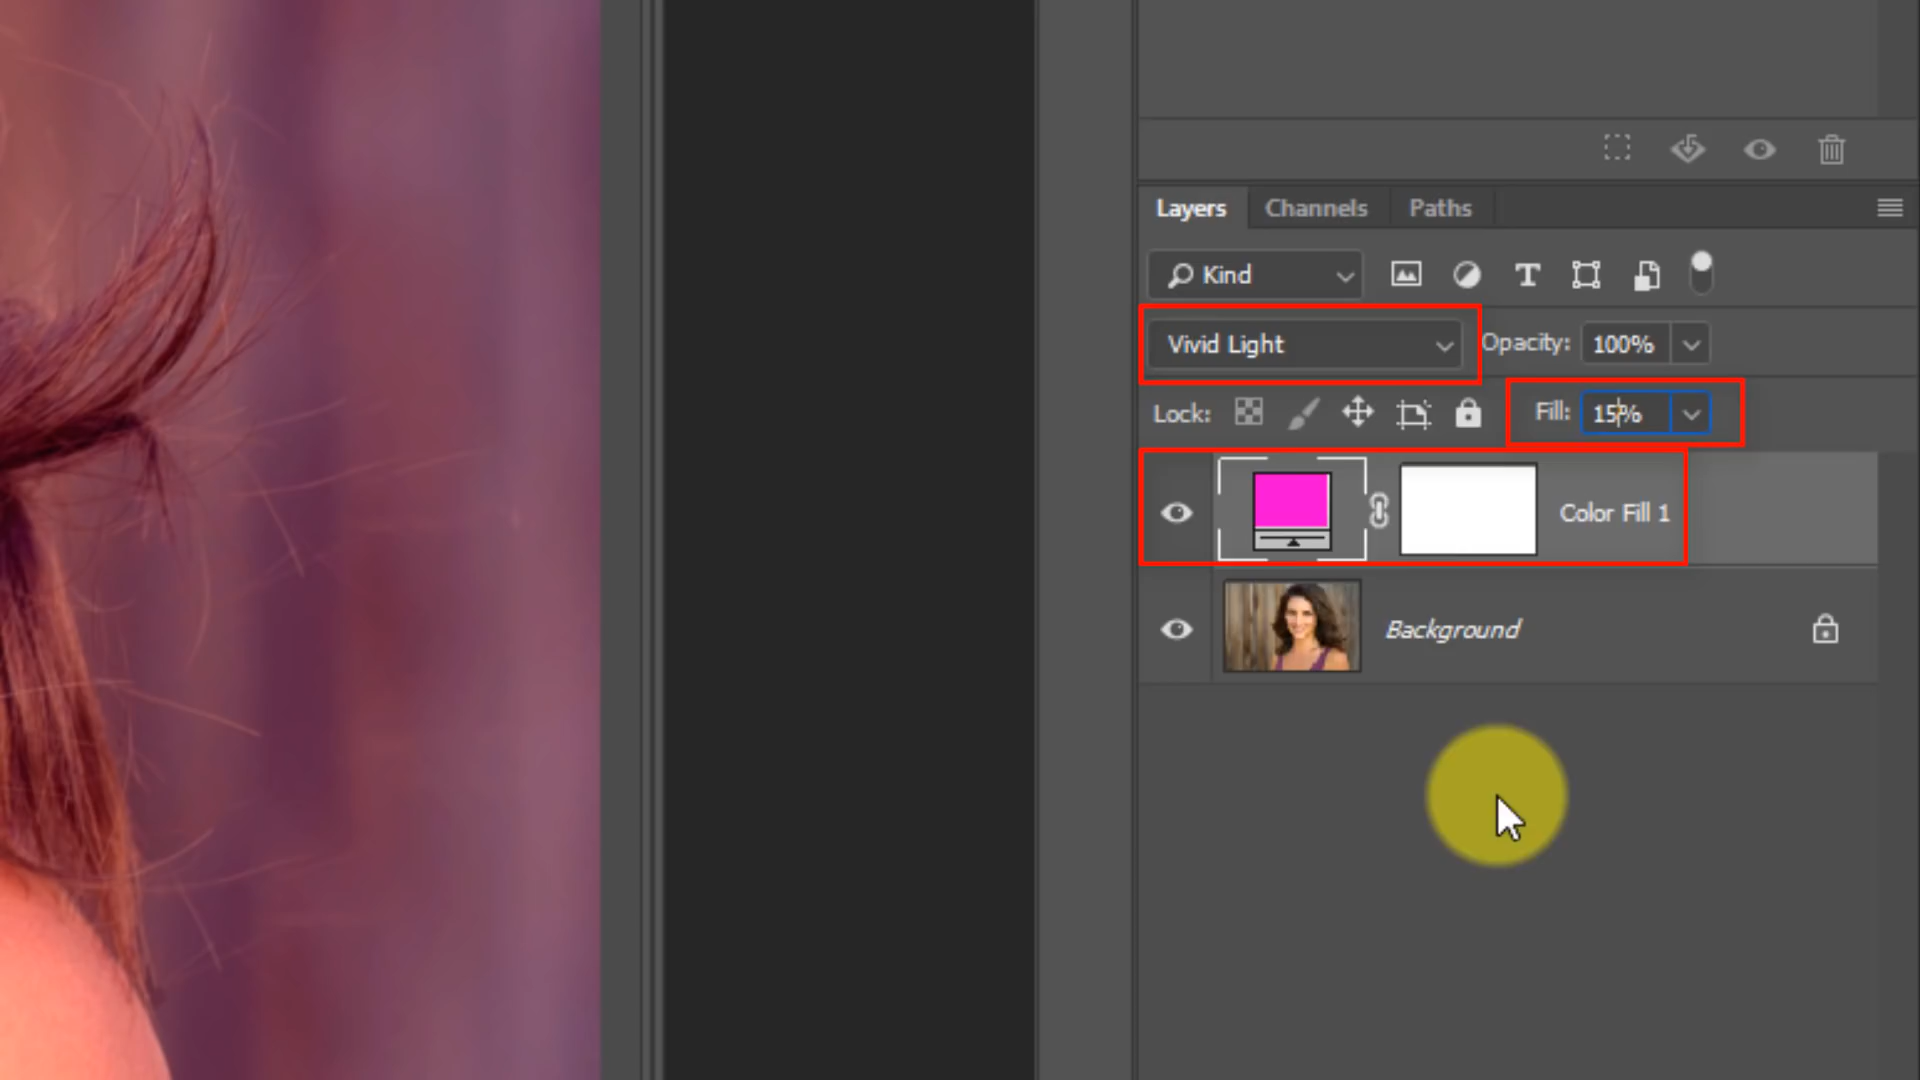 Layers Channels Paths
Kind
Vivid Light Opacity: 100%
Lock: Fill: 15%
Color Fill 1
Background